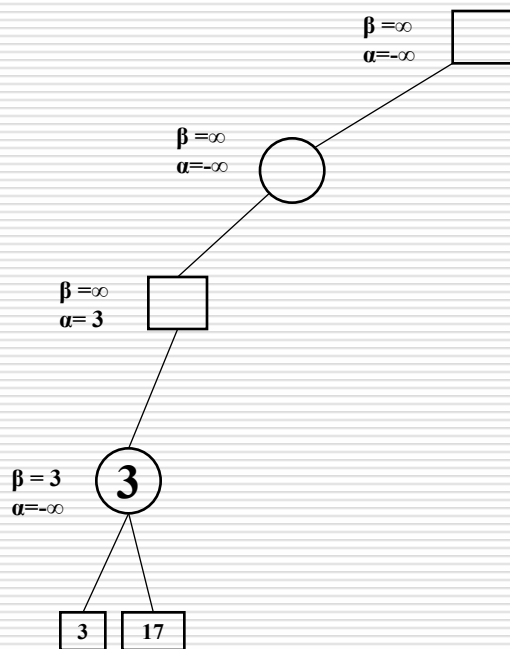 β =∞
α=-∞
β =∞
α=-∞
β =∞
α= 3
β = 3
α=-∞
3
3
17